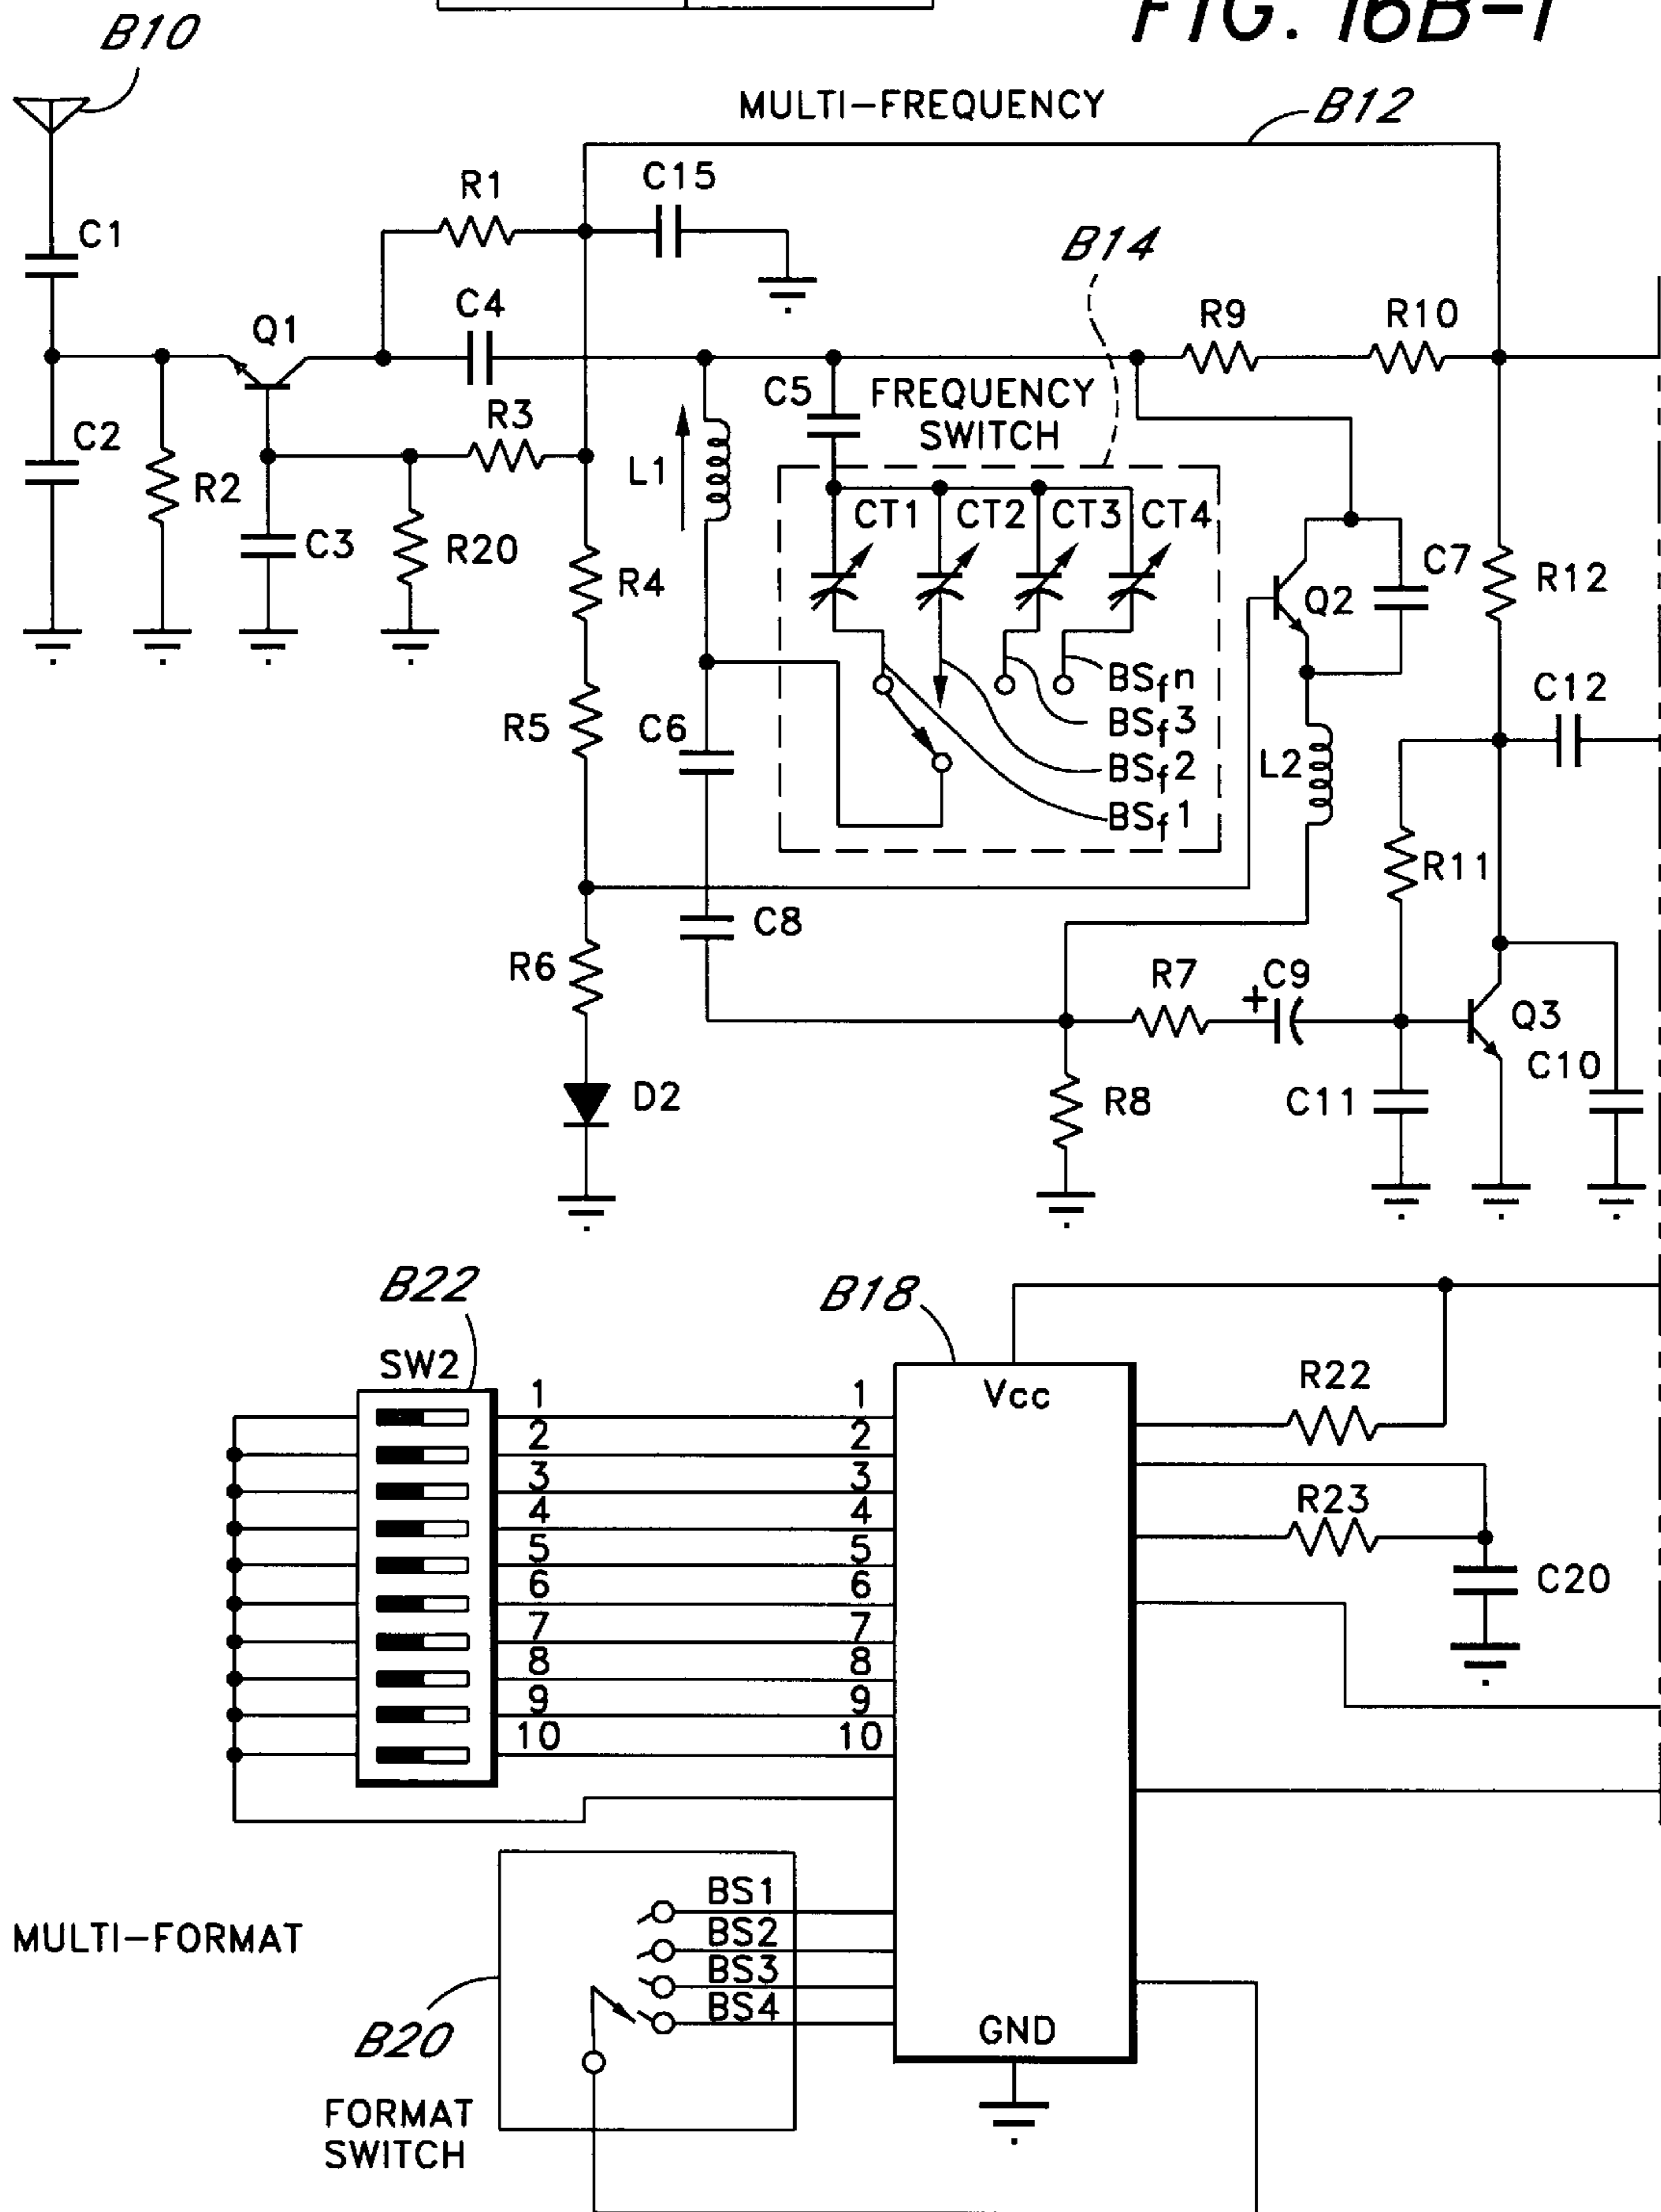 FIG. 16B-1
B10
MULTI-FREQUENCY
B12
R1
C15
C1
B14
C4
Q1
R9
R10
C5
FREQUENCY
SWITCH
R3
C2
L1
R2
CT1
CT2
CT3
CT4
C3
R20
R4
C7
Q2
R12
BSfn
C12
BSf3
R5
C6
BSf2
L2
BSf1
R11
C8
R6
R7
+
C9
Q3
C10
D2
R8
C11
B22
B18
SW2
Vcc
R22
1
1
2
2
3
3
R23
4
4
5
5
C20
6
6
7
7
8
8
9
9
10
10
BS1
MULTI-FORMAT
BS2
BS3
BS4
B20
GND
FORMAT
SWITCH